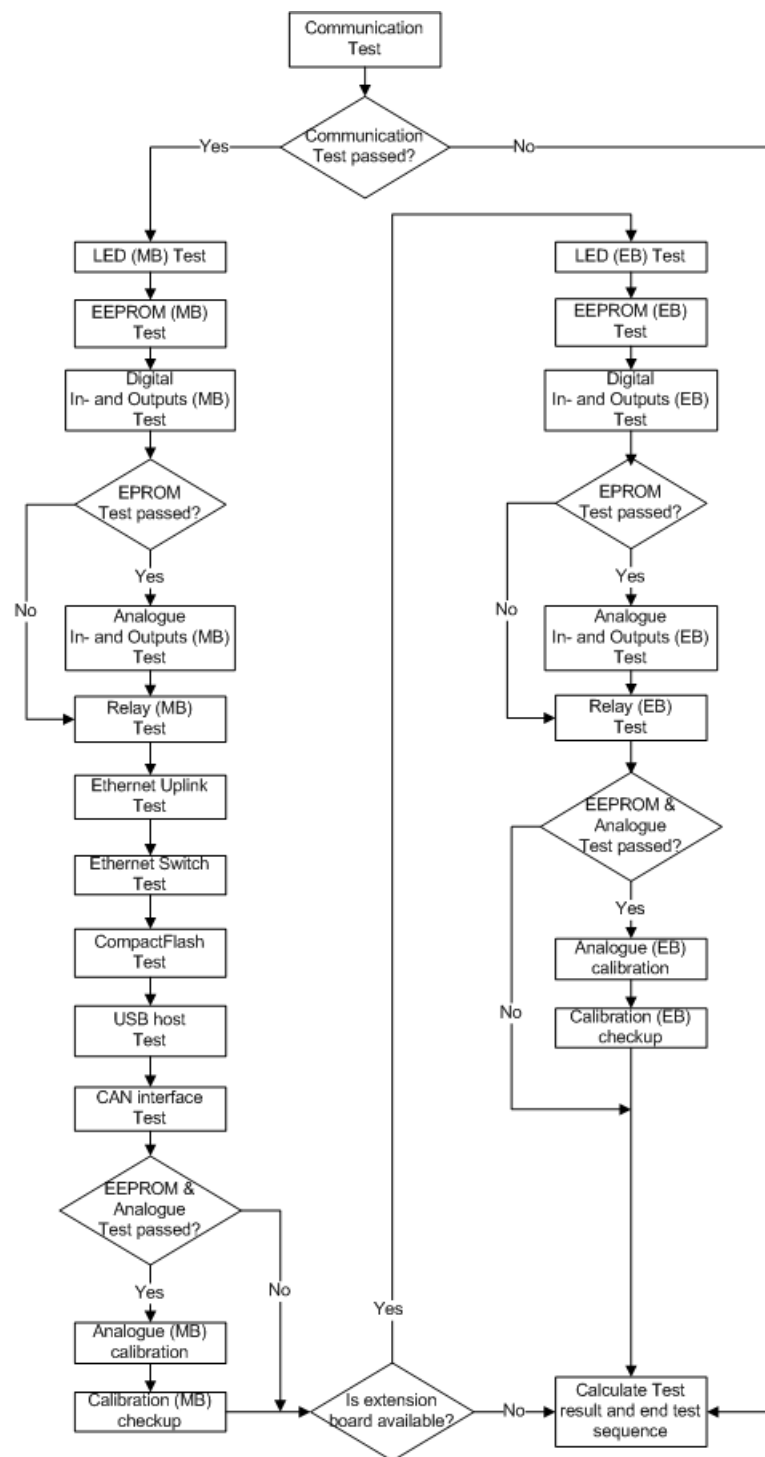 Communication
Test
Communication
Test passed?
Yes
No
LED (MB) Test
EEPROM (MB)
Test
Digital
In- and Outputs (MB)
Test
EPROM
Test passed?
No
Yes
Analogue
In- and Outputs (MB)
Test
Relay (MB)
Test
Ethernet Uplink
Test
Ethernet Switch
Test
CompactFlash
Test
USB host
Test
CAN interface
Test
EEPROM &
Analogue
Test passed?
Yes
No
Analogue (MB)
calibration
Calibration (MB)
checkup
Is extension
board available?
Yes
No
LED (EB) Test
EEPROM (EB)
Test
Digital
In- and Outputs (EB)
Test
EPROM
Test passed?
No
Yes
Analogue
In- and Outputs (EB)
Test
Relay (EB)
Test
EEPROM &
Analogue
Test passed?
Yes
No
Analogue (EB)
calibration
Calibration (EB)
checkup
Calculate Test
result and end test
sequence